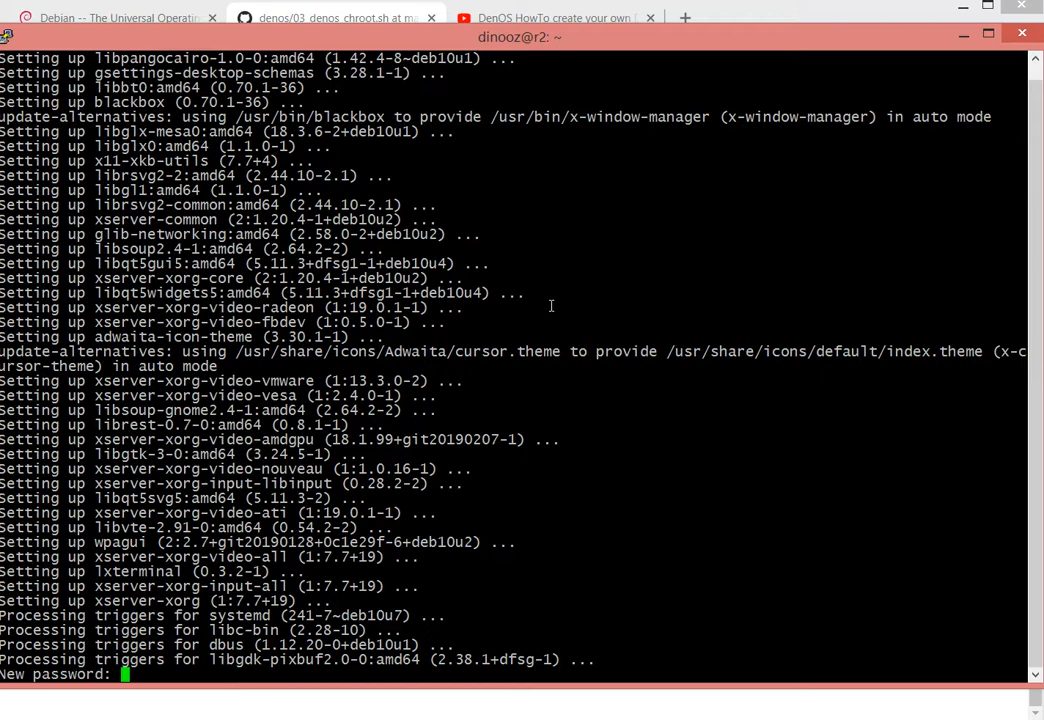 Debian -- The Universal Operatin
denos/03_denos_chroot.sh at ma
DenOS HowTo create your own
dinooz@r2: ~
Setting up libpangocairo-1.0-0:amd64 (1.42.4-8~deb10u1) ...
Setting up gsettings-desktop-schemas (3.28.1-1) ...
Setting up libbt0:amd64 (0.70.1-36) ...
Setting up blackbox (0.70.1-36) ...
update-alternatives: using /usr/bin/blackbox to provide /usr/bin/x-window-manager (x-window-manager) in auto mode
Setting up libglx-mesa0:amd64 (18.3.6-2+deb10u1) ...
Setting up libglx0:amd64 (1.1.0-1) ...
Setting up x11-xkb-utils (7.7+4) ...
Setting up librsvg2-2:amd64 (2.44.10-2.1) ...
Setting up libgl1:amd64 (1.1.0-1) ...
Setting up librsvg2-common:amd64 (2.44.10-2.1) ...
Setting up xserver-common (2:1.20.4-1+deb10u2) ...
Setting up glib-networking:amd64 (2.58.0-2+deb10u2) ...
Setting up libsoup2.4-1:amd64 (2.64.2-2) ...
Setting up libqt5gui5:amd64 (5.11.3+dfsg1-1+deb10u4) ...
Setting up xserver-xorg-core (2:1.20.4-1+deb10u2) ...
Setting up libqt5widgets5:amd64 (5.11.3+dfsg1-1+deb10u4) ...
Setting up xserver-xorg-video-radeon (1:19.0.1-1) ...
Setting up xserver-xorg-video-fbdev (1:0.5.0-1) ...
Setting up adwaita-icon-theme (3.30.1-1) ...
update-alternatives: using /usr/share/icons/Adwaita/cursor.theme to provide /usr/share/icons/default/index.theme (x-c
ursor-theme) in auto mode
Setting up xserver-xorg-video-vmware (1:13.3.0-2) ...
Setting up xserver-xorg-video-vesa (1:2.4.0-1) ...
Setting up libsoup-gnome2.4-1:amd64 (2.64.2-2) ...
Setting up librest-0.7-0:amd64 (0.8.1-1) ...
Setting up xserver-xorg-video-amdgpu (18.1.99+git20190207-1) ...
Setting up libgtk-3-0:amd64 (3.24.5-1) ...
Setting up xserver-xorg-video-nouveau (1:1.0.16-1) ...
Setting up xserver-xorg-input-libinput (0.28.2-2) ...
Setting up libqt5svg5:amd64 (5.11.3-2) ...
Setting up xserver-xorg-video-ati (1:19.0.1-1) ...
Setting up libvte-2.91-0:amd64 (0.54.2-2) ...
Setting up wpagui (2:2.7+git20190128+0c1e29f-6+deb10u2) ...
Setting up xserver-xorg-video-all (1:7.7+19) ...
Setting up lxterminal (0.3.2-1) ...
Setting up xserver-xorg-input-all (1:7.7+19) ...
Setting up xserver-xorg (1:7.7+19) ...
Processing triggers for systemd (241-7~deb10u7) ...
Processing triggers for libc-bin (2.28-10) ...
Processing triggers for dbus (1.12.20-0+deb10u1) ...
Processing triggers for libgdk-pixbuf2.0-0:amd64 (2.38.1+dfsg-1) ...
New password: